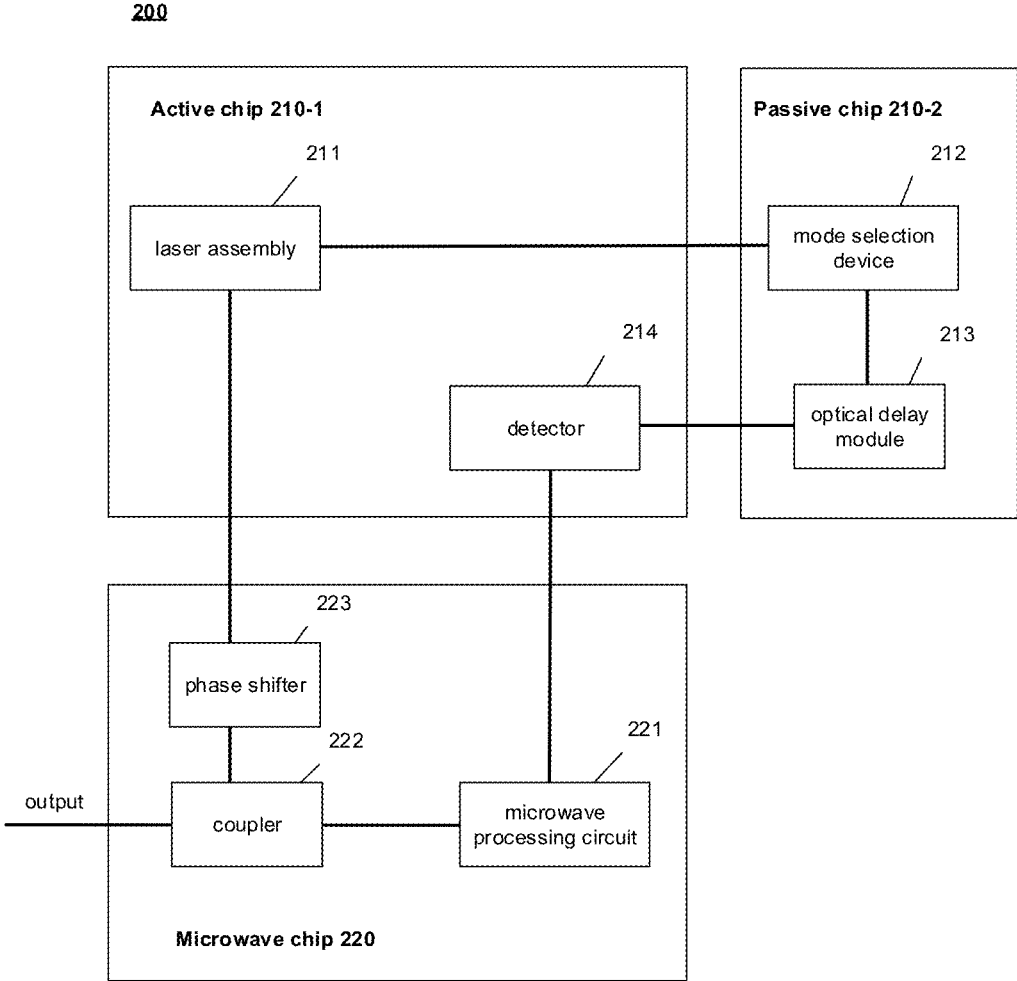 200
Active chip 210-1
Passive chip 210-2
211
212
laser assembly
mode selection
device
214
213
detector
optical delay
module
223
phase shifter
222
221
output
coupler
microwave
processing circuit
Microwave chip 220